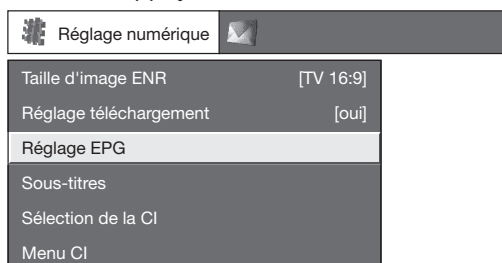 Réglage numérique
Taille d'image ENR [TV 16:9]
Réglage téléchargement [oui]
Réglage EPG
Sous-titres
Sélection de la CI
Menu CI